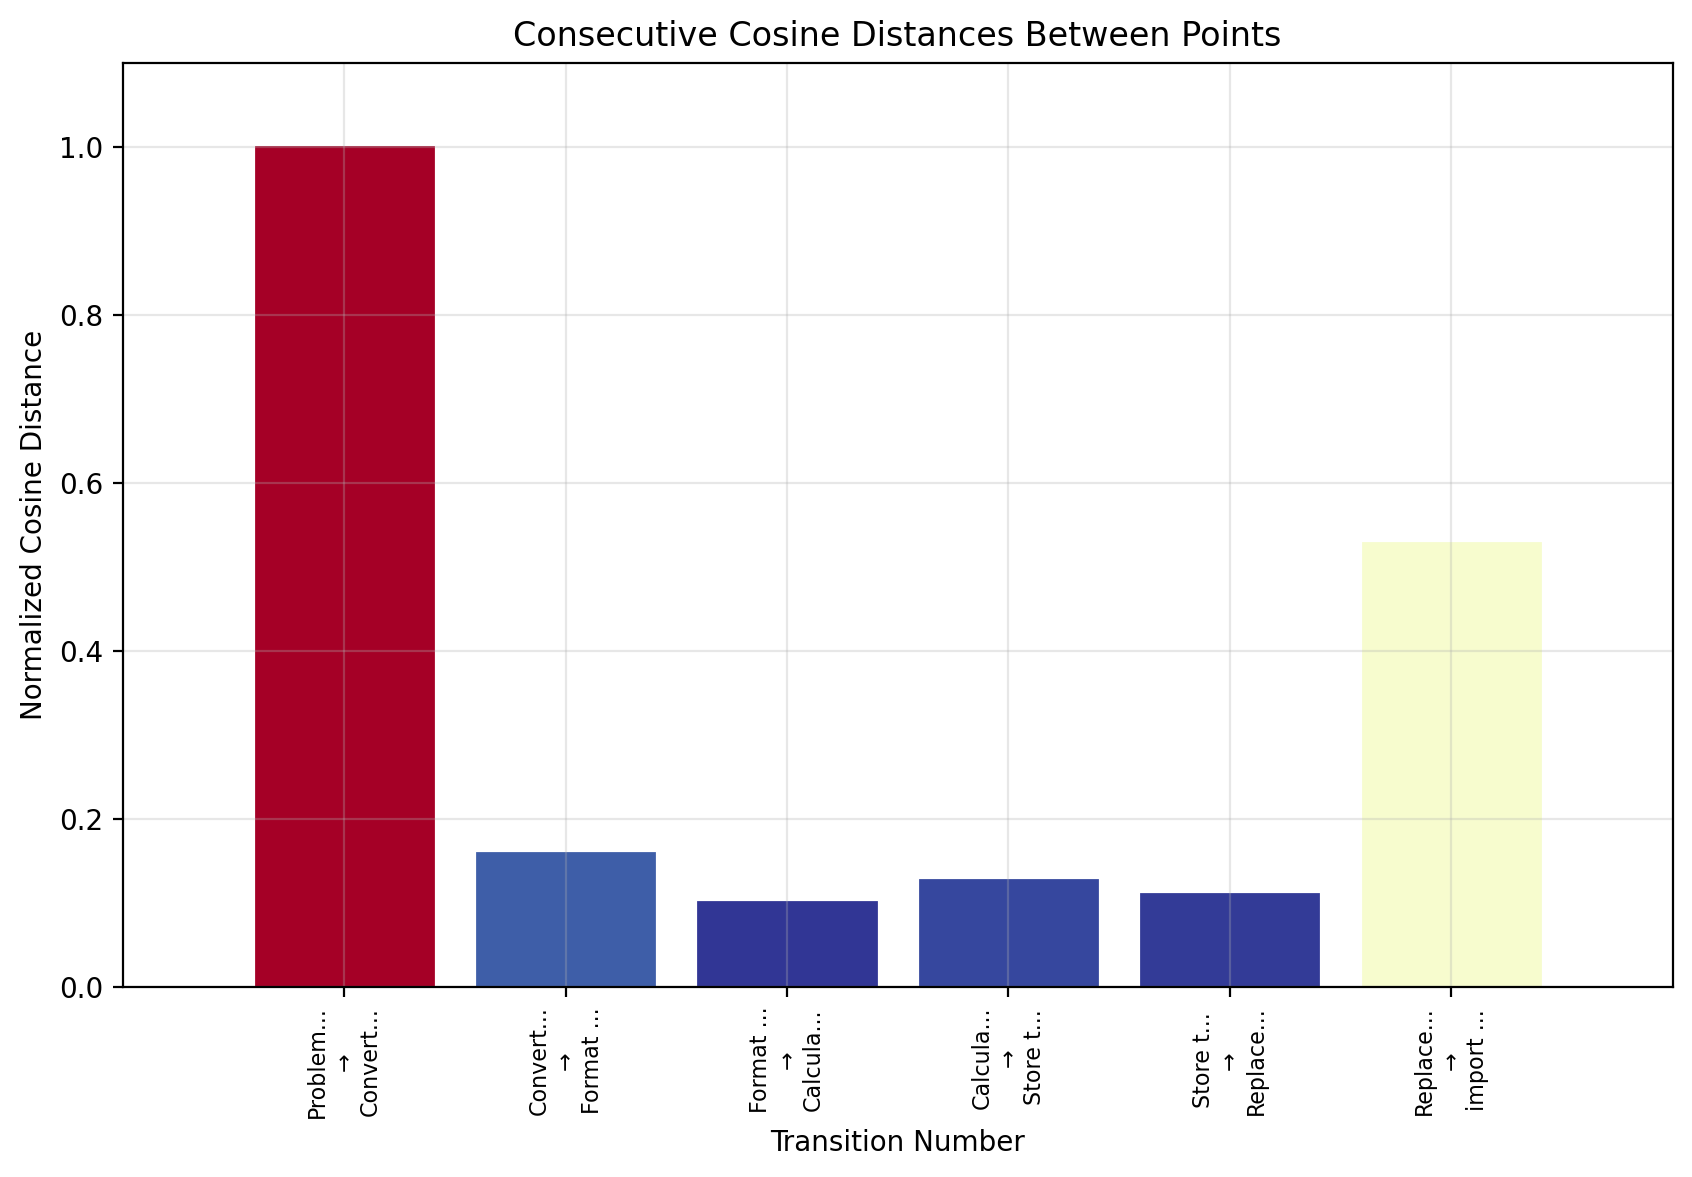 Consecutive Cosine Distances Between Points
Normalized Cosine Distance
1.0
0.8
0.6
0.4
0.2
0.0
Problem...
→
Convert...
Convert...
→
Format ...
Format ...
→
Calcula...
Calcula...
→
Store t...
Store t...
→
Replace...
Replace...
→
import ...
Transition Number